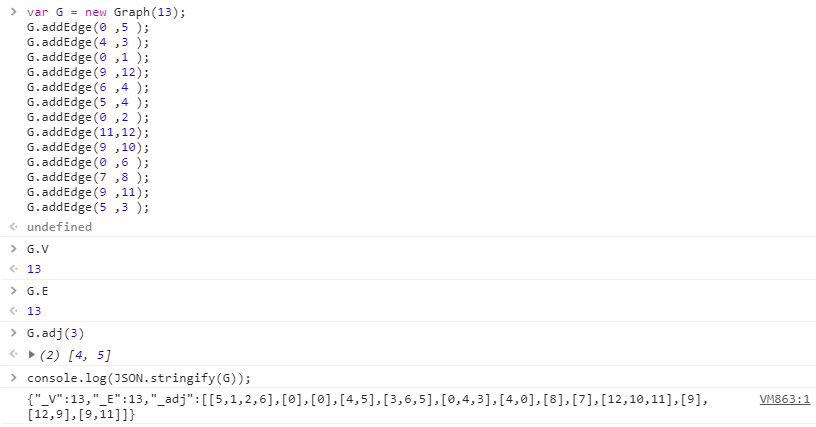 > var G = new Graph(13);
G.addEdge(0 ,5 );
G.addEdge(4 ,3 );
G.addEdge(0 ,1 );
G.addEdge(9 ,12);
G.addEdge(6 ,4 );
G.addEdge(5 ,4 );
G.addEdge(0 ,2 );
G.addEdge(11,12);
G.addEdge(9 ,10);
G.addEdge(0 ,6 );
G.addEdge(7 ,8 );
G.addEdge(9 ,11);
G.addEdge(5 ,3 );
undefined
> G.V
13
> G.E
13
> G.adj(3)
(2) [4, 5]
> console.log(JSON.stringify(G));
{"_V":13,"_E":13,"_adj":[[5,1,2,6],[0],[0],[4,5],[3,6,5],[0,4,3],[4,0],[8],[7],[12,10,11],[9], VM863:1
[12,9],[9,11]]}